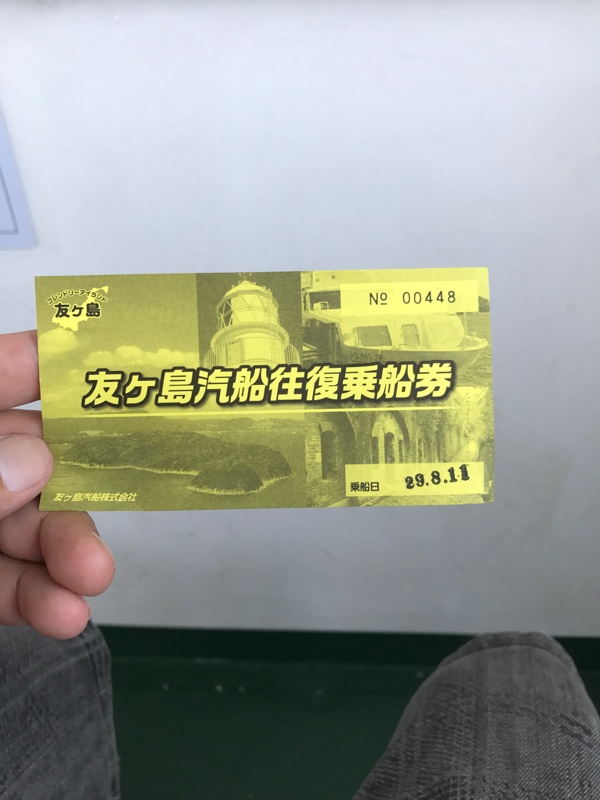 フレンドリーアイランド
友ヶ島
№ 00448
友ヶ島汽船往復乗船券
乗船日 29.8.11
友ヶ島汽船株式会社